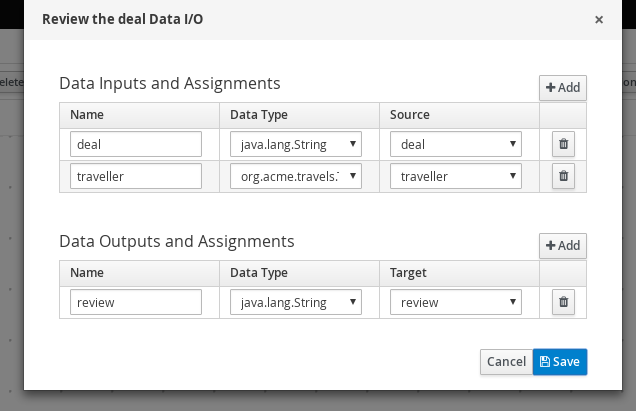 Review the deal Data I/O ×
elete
on
Data Inputs and Assignments
Add
Name Data Type Source
deal java.lang.String deal
traveller org.acme.travels. traveller
Data Outputs and Assignments
Add
Name Data Type Target
review java.lang.String review
Cancel Save